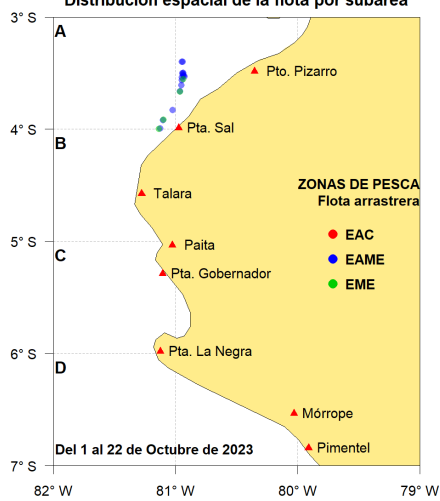 Distribución espacial de la flota por subárea
3° S
A
Pto. Pizarro
4° S
Pta. Sal
B
ZONAS DE PESCA
Talara
Flota arrastrera
EAC
5° S
Paita
C
EAME
Pta. Gobernador
EME
6° S
Pta. La Negra
D
Mórrope
Del 1 al 22 de Octubre de 2023
Pimentel
7° S
82° W
81° W
80° W
79° W